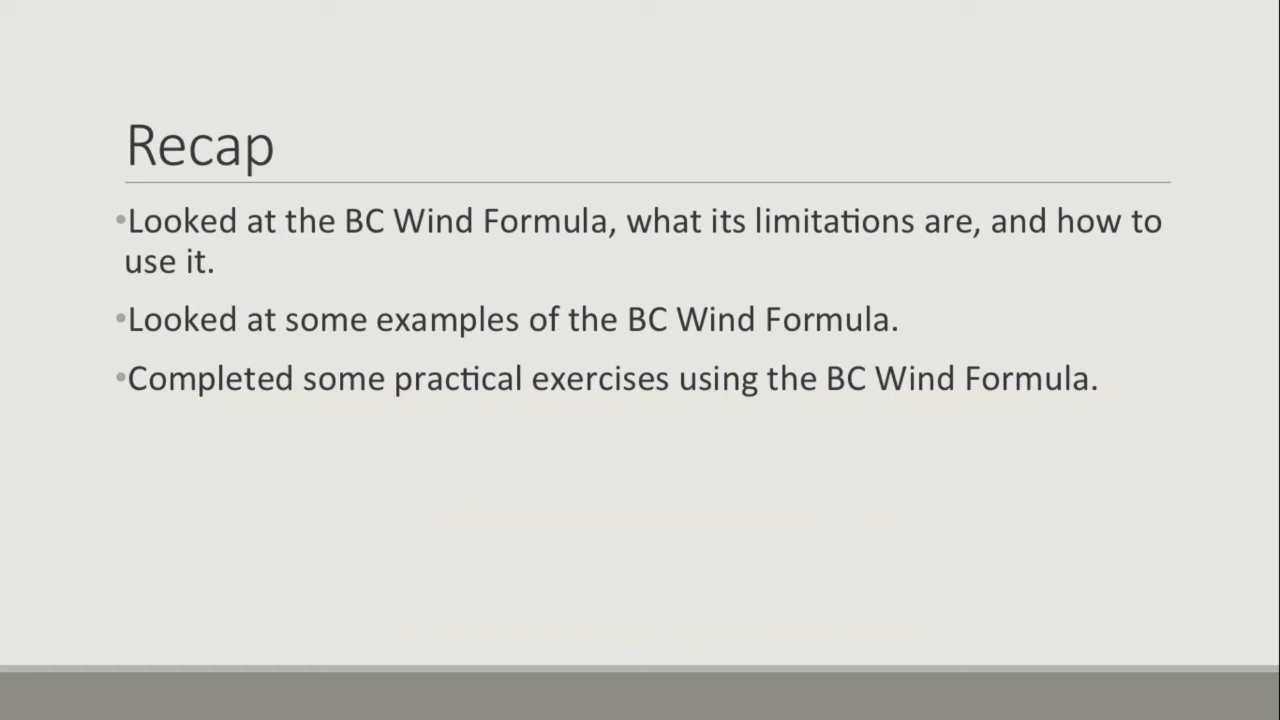 Recap
•Looked at the BC Wind Formula, what its limitations are, and how to
use it.
•Looked at some examples of the BC Wind Formula.
•Completed some practical exercises using the BC Wind Formula.